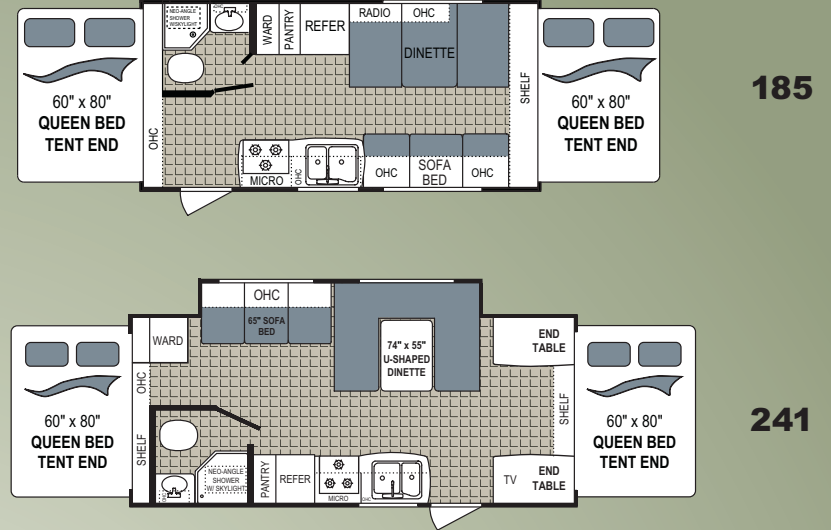 NEO-ANGLE
SHOWER
W/SKYLIGHT
OHC
WARD
PANTRY
REFER
RADIO
OHC
DINETTE
SHELF
60" x 80"
QUEEN BED
TENT END
OHC
MICRO
OHC
OHC
SOFA
BED
OHC
60" x 80"
QUEEN BED
TENT END
185
OHC
65" SOFA
BED
WARD
74" x 55"
U-SHAPED
DINETTE
END
TABLE
OHC
SHELF
60" x 80"
QUEEN BED
TENT END
OHC
NEO-ANGLE
SHOWER
W/ SKYLIGHT
PANTRY
REFER
MICRO
OHC
TV
END
TABLE
SHELF
60" x 80"
QUEEN BED
TENT END
241